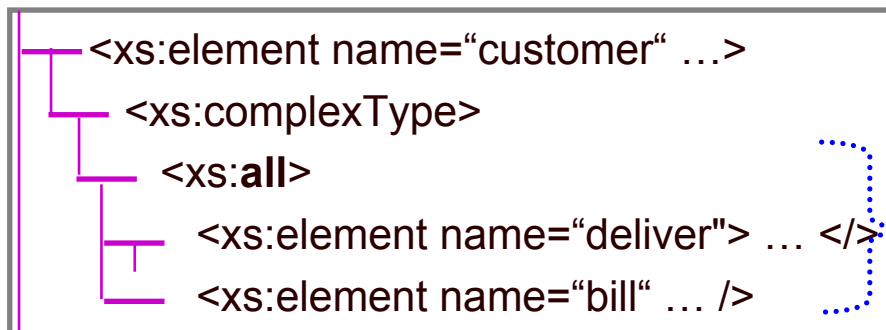 <xs:element name=“customer“ …>
<xs:complexType>
<xs:all>
<xs:element name=“deliver"> … </>
<xs:element name=“bill“ … />